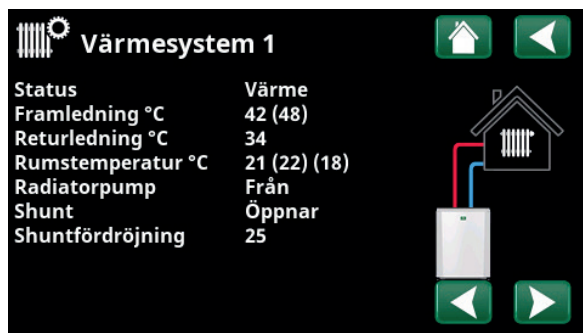 Värmesystem 1
Status Värme
Framledning °C 42 (48)
Returledning °C 34
Rumstemperatur °C 21 (22) (18)
Radiatorpump Från
Shunt Öppnar
Shuntfördröjning 25